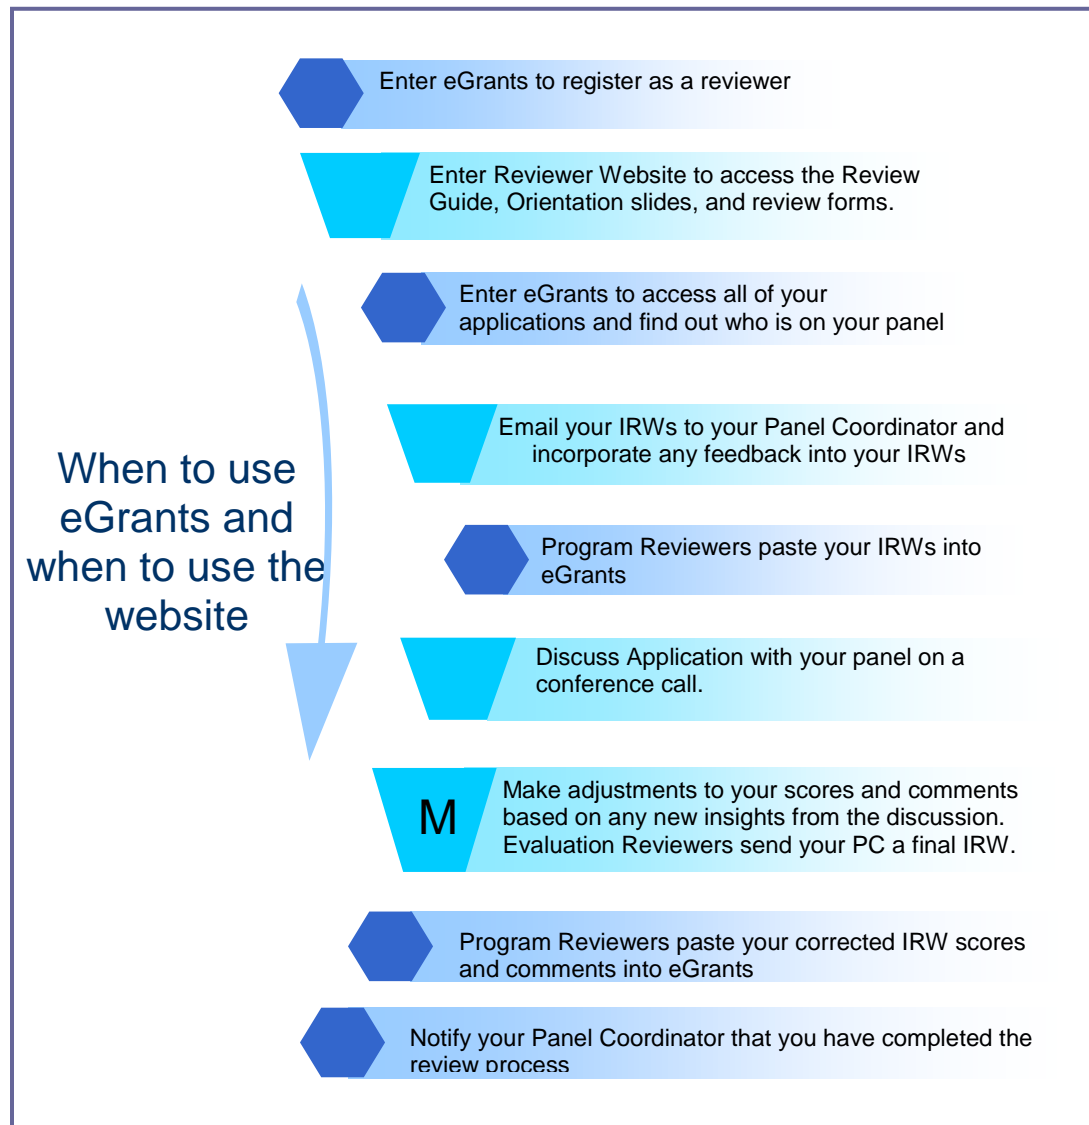 Enter eGrants to register as a reviewer
Enter Reviewer Website to access the Review
Guide, Orientation slides, and review forms.
Enter eGrants to access all of your
applications and find out who is on your panel
Email your IRWs to your Panel Coordinator and
incorporate any feedback into your IRWs
When to use
eGrants and
when to use the
website
Program Reviewers paste your IRWs into
eGrants
Discuss Application with your panel on a
conference call.
M
Make adjustments to your scores and comments
based on any new insights from the discussion.
Evaluation Reviewers send your PC a final IRW.
Program Reviewers paste your corrected IRW scores
and comments into eGrants
Notify your Panel Coordinator that you have completed the
review process